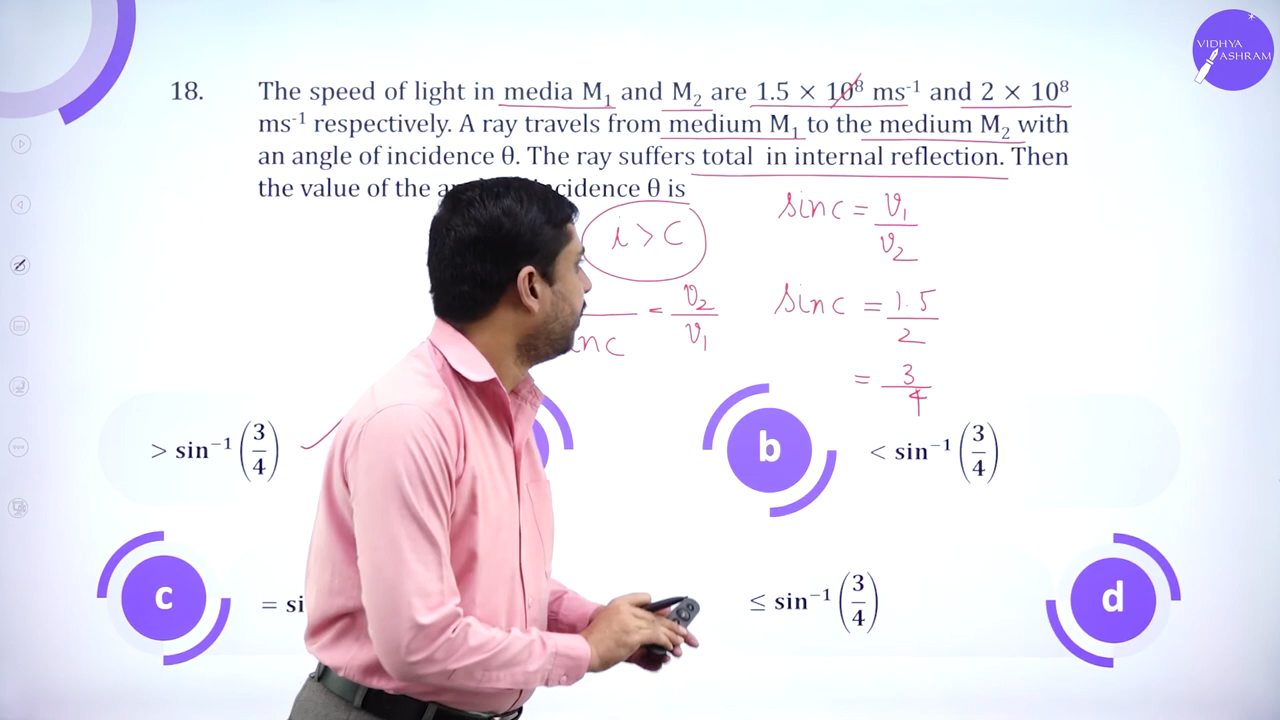 VIDHYA
ASHRAM
18. The speed of light in media M₁ and M₂ are 1.5 × 10⁸ ms⁻¹ and 2 × 10⁸
ms⁻¹ respectively. A ray travels from medium M₁ to the medium M₂ with
an angle of incidence θ. The ray suffers total in internal reflection. Then
the value of the cidence θ is
i > C
sin c = v₁/v₂
= v₂/v₁
sin c = 1.5/2
= 3/4
> sin⁻¹ (3/4)
b < sin⁻¹ (3/4)
c = si
≤ sin⁻¹ (3/4) d